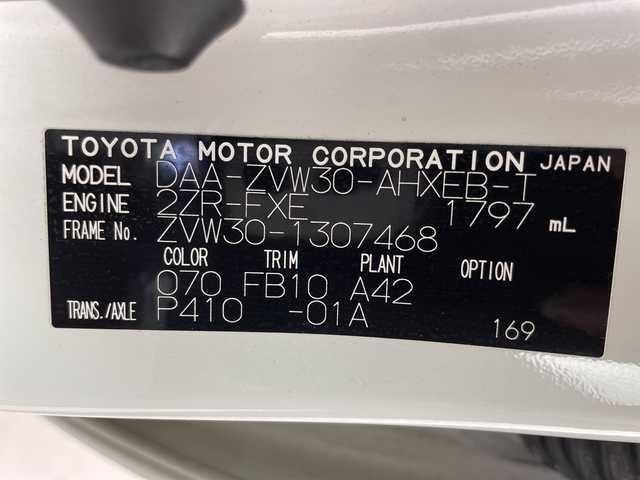 TOYOTA MOTOR CORPORATION JAPAN
MODEL DAA-ZVW30-AHXEB-T
ENGINE 2ZR-FXE 1797 mL
FRAME No. ZVW30-1307468
COLOR TRIM PLANT OPTION
070 FB10 A42
TRANS./AXLE P410 -01A 169